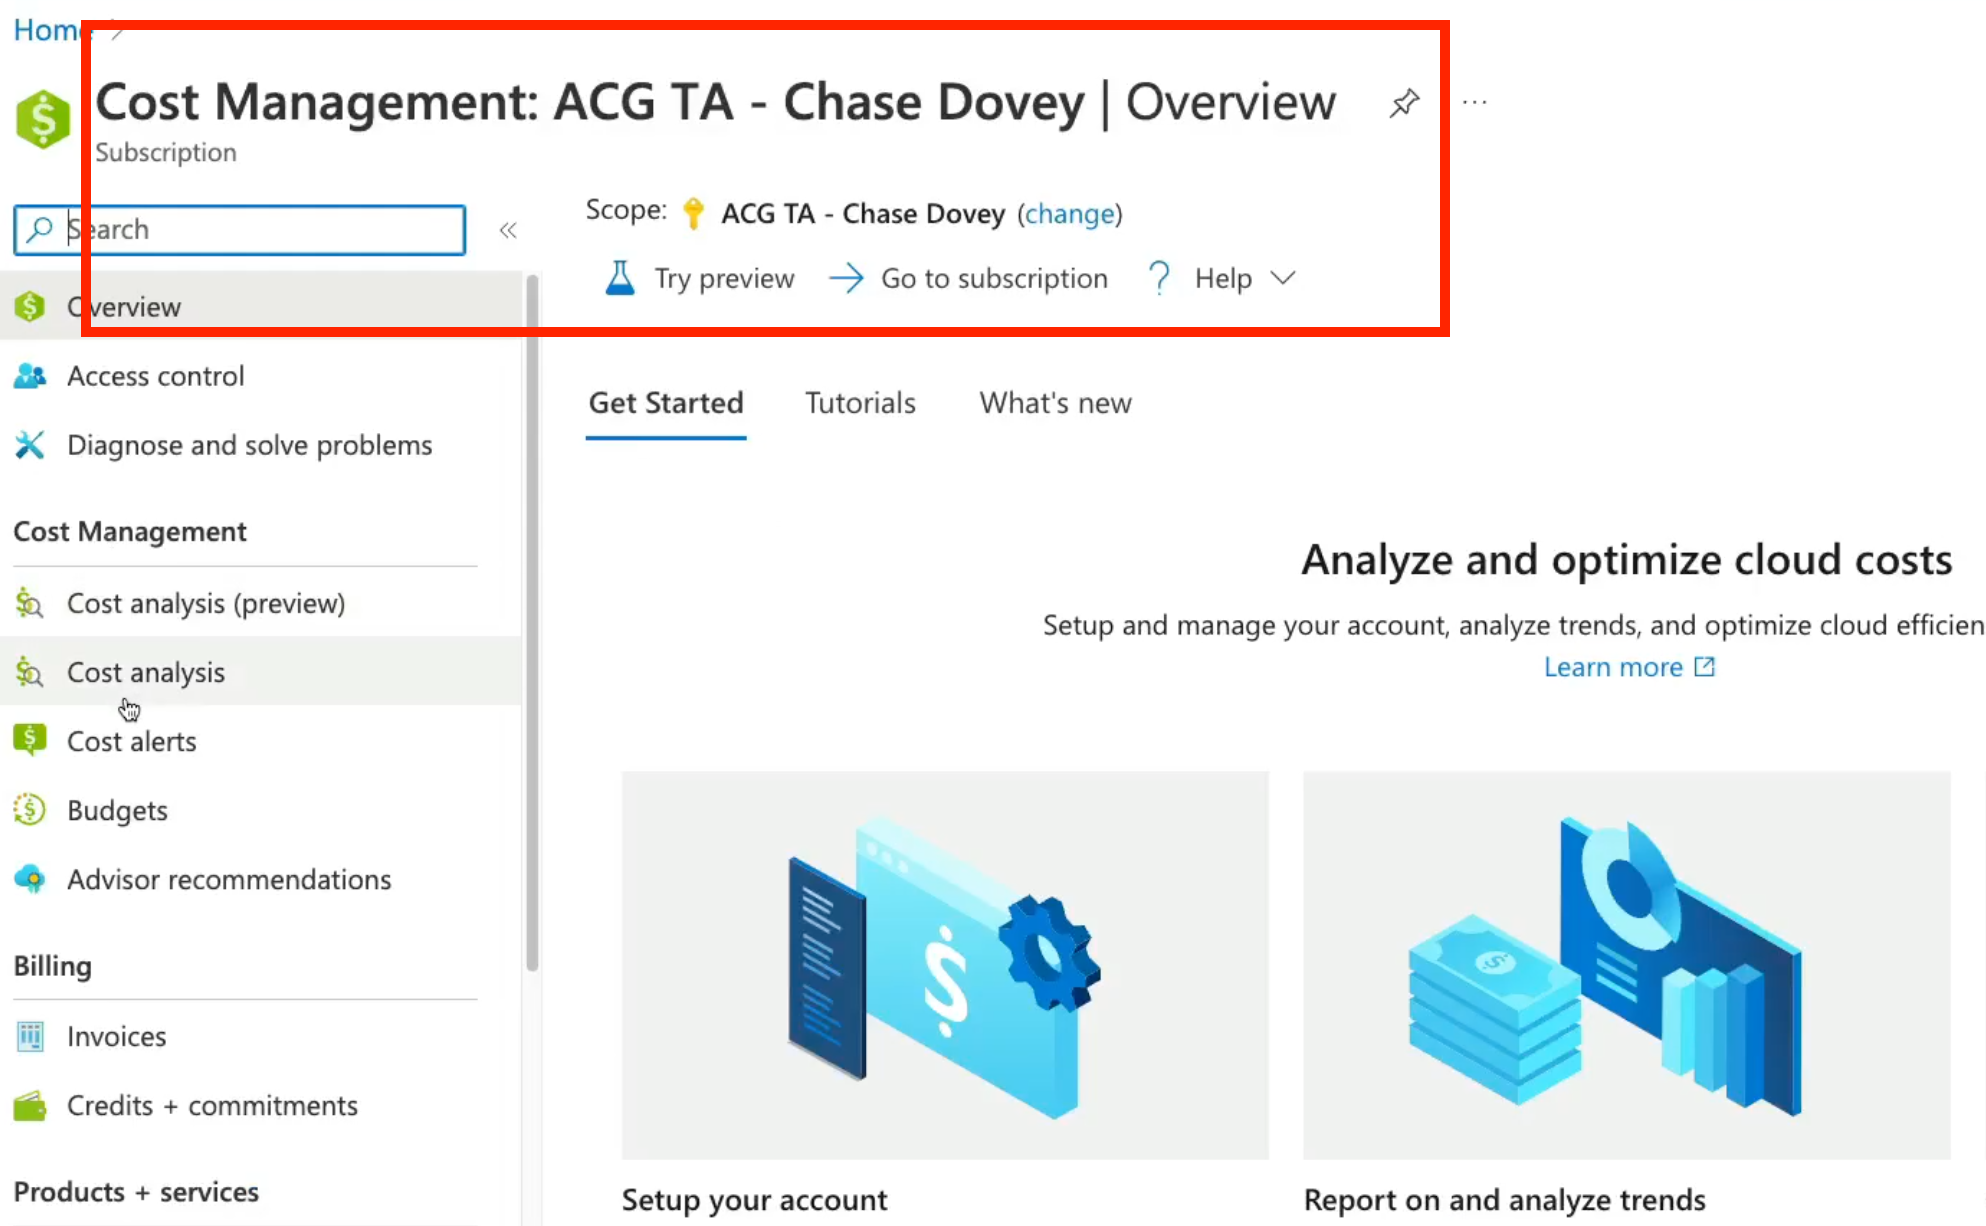 Home >
Cost Management: ACG TA - Chase Dovey | Overview ...
Subscription
Search «
Scope: ACG TA - Chase Dovey (change)
Try preview Go to subscription Help
Overview
Access control
Diagnose and solve problems
Cost Management
Cost analysis (preview)
Cost analysis
Cost alerts
Budgets
Advisor recommendations
Billing
Invoices
Credits + commitments
Products + services
Get Started Tutorials What's new
Analyze and optimize cloud costs
Setup and manage your account, analyze trends, and optimize cloud efficien
Learn more
Setup your account
Report on and analyze trends